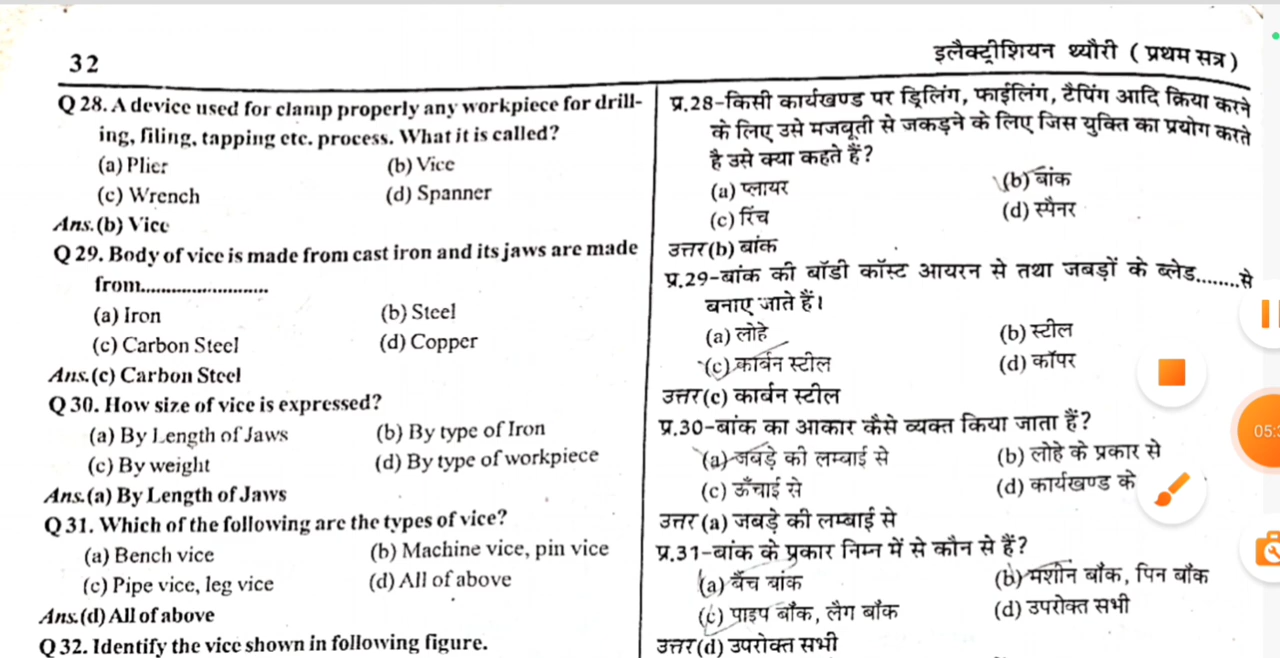 32
इलैक्ट्रीशियन थ्यौरी ( प्रथम सत्र )
Q 28. A device used for clamp properly any workpiece for drill-
ing, filing, tapping etc. process. What it is called?
(a) Plier (b) Vice
(c) Wrench (d) Spanner
Ans.(b) Vice
Q 29. Body of vice is made from cast iron and its jaws are made
from........................
(a) Iron (b) Steel
(c) Carbon Steel (d) Copper
Ans.(c) Carbon Steel
Q 30. How size of vice is expressed?
(a) By Length of Jaws (b) By type of Iron
(c) By weight (d) By type of workpiece
Ans.(a) By Length of Jaws
Q 31. Which of the following are the types of vice?
(a) Bench vice (b) Machine vice, pin vice
(c) Pipe vice, leg vice (d) All of above
Ans.(d) All of above
Q 32. Identify the vice shown in following figure.
प्र.28-किसी कार्यखण्ड पर ड्रिलिंग, फाईलिंग, टैपिंग आदि क्रिया करने
के लिए उसे मजबूती से जकड़ने के लिए जिस युक्ति का प्रयोग करते
है उसे क्या कहते हैं?
(a) प्लायर (b) बांक
(c) रिंच (d) स्पैनर
उत्तर (b) बांक
प्र.29-बांक की बॉडी कॉस्ट आयरन से तथा जबड़ों के ब्लेड........से
बनाए जाते हैं।
(a) लोहे (b) स्टील
(c) कार्बन स्टील (d) कॉपर
उत्तर (c) कार्बन स्टील
प्र.30-बांक का आकार कैसे व्यक्त किया जाता हैं?
(a) जबड़े की लम्बाई से (b) लोहे के प्रकार से
(c) ऊँचाई से (d) कार्यखण्ड के
उत्तर (a) जबड़े की लम्बाई से
प्र.31-बांक के प्रकार निम्न में से कौन से हैं?
(a) बैंच बांक (b) मशीन बाँक, पिन बाँक
(c) पाइप बाँक, लैग बाँक (d) उपरोक्त सभी
उत्तर (d) उपरोक्त सभी